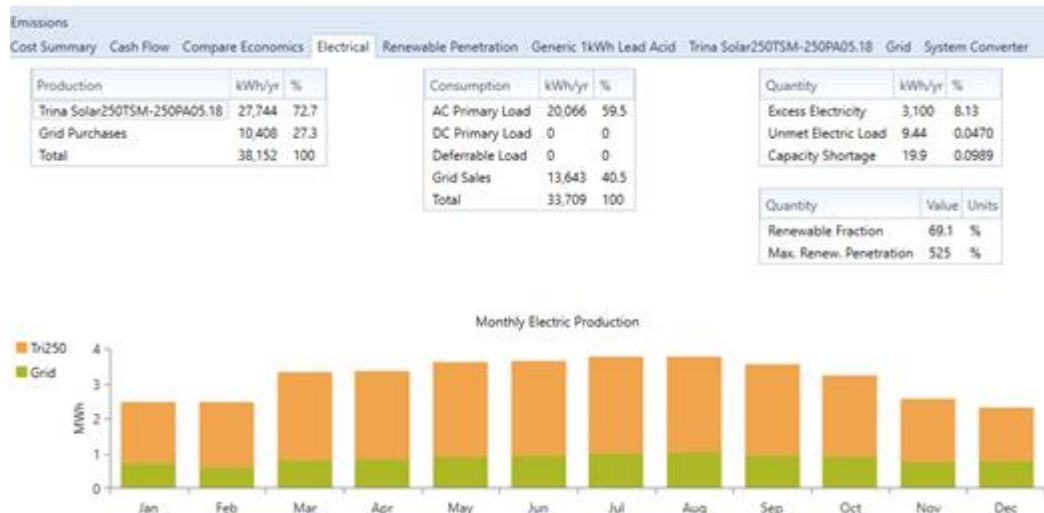 Emissions
Cost Summary Cash Flow Compare Economics Electrical Renewable Penetration Generic 1kWh Lead Acid Trina Solar250TSM-250PA05.18 Grid System Converter
Production kWh/yr %
Trina Solar250TSM-250PA05.18 27,744 72.7
Grid Purchases 10,408 27.3
Total 38,152 100
Consumption kWh/yr %
AC Primary Load 20,066 59.5
DC Primary Load 0 0
Deferrable Load 0 0
Grid Sales 13,643 40.5
Total 33,709 100
Quantity kWh/yr %
Excess Electricity 3,100 8.13
Unmet Electric Load 9.44 0.0470
Capacity Shortage 19.9 0.0989
Quantity Value Units
Renewable Fraction 69.1 %
Max. Renew. Penetration 525 %
Monthly Electric Production
Tri250
Grid
MWh
4
3
2
1
0
Jan Feb Mar Apr May Jun Jul Aug Sep Oct Nov Dec